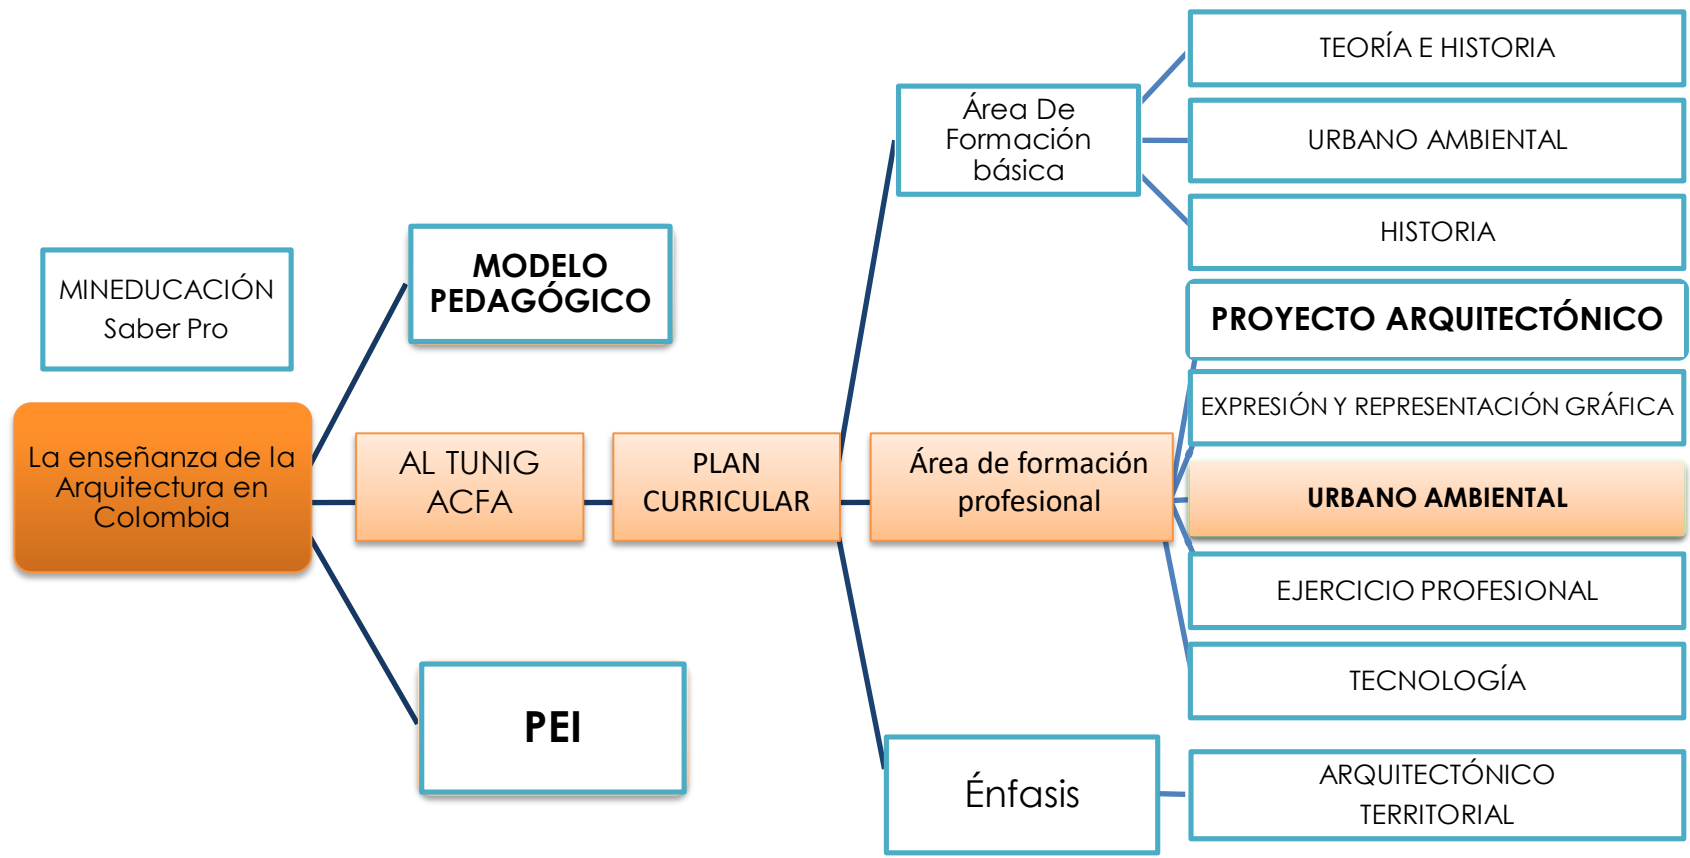 MINEDUCACIÓN
Saber Pro
La enseñanza de la
Arquitectura en
Colombia
MODELO
PEDAGÓGICO
AL TUNIG
ACFA
PEI
PLAN
CURRICULAR
Área De
Formación
básica
Área de formación
profesional
Énfasis
TEORÍA E HISTORIA
URBANO AMBIENTAL
HISTORIA
PROYECTO ARQUITECTÓNICO
EXPRESIÓN Y REPRESENTACIÓN GRÁFICA
URBANO AMBIENTAL
EJERCICIO PROFESIONAL
TECNOLOGÍA
ARQUITECTÓNICO
TERRITORIAL